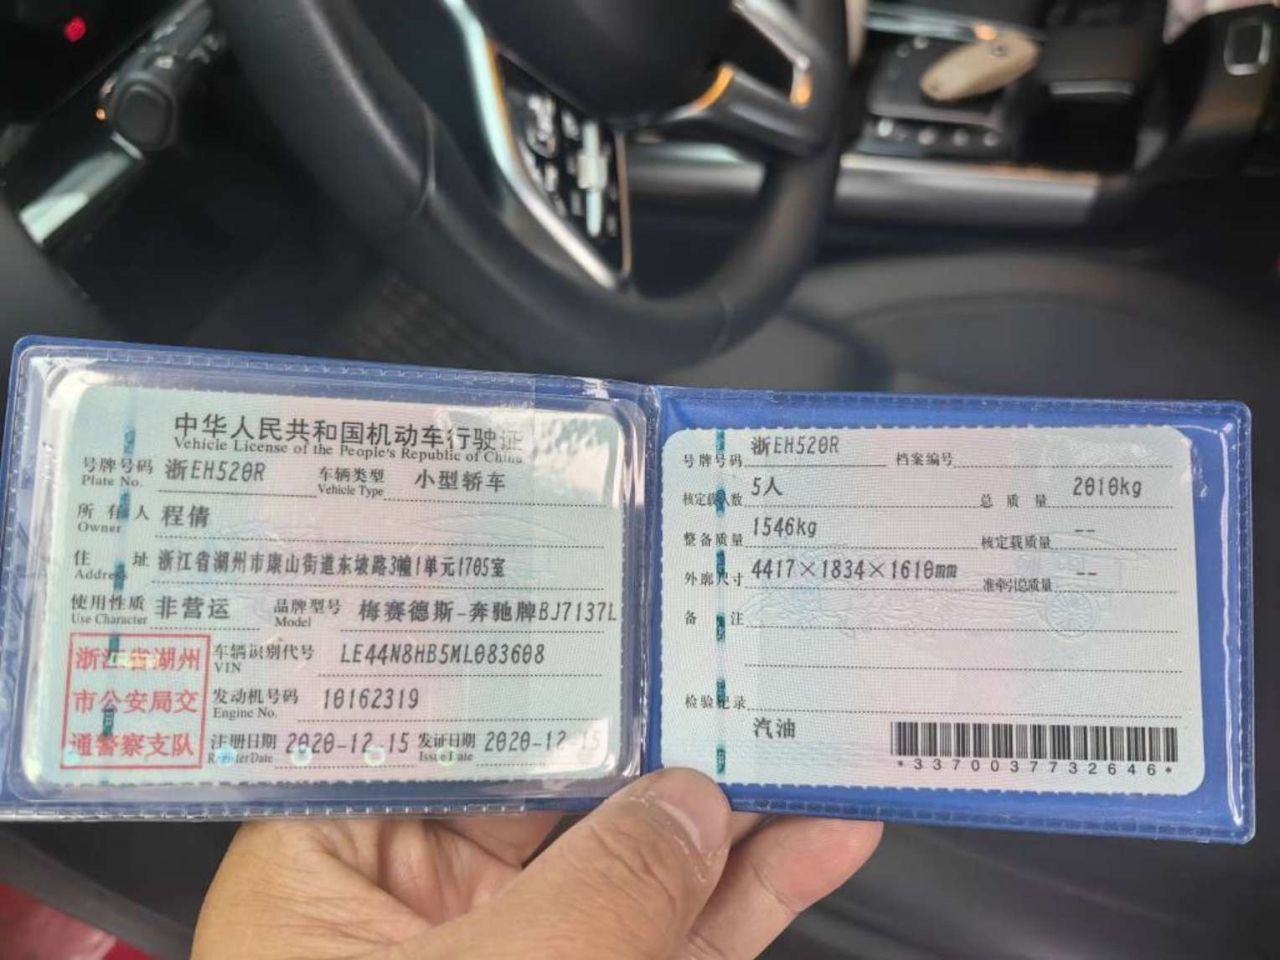 中华人民共和国机动车行驶证
Vehicle License of the People's Republic of China
号牌号码 浙EH520R 车辆类型 小型轿车
Plate No. Vehicle Type
所有人 程倩
Owner
住址 浙江省湖州市康山街道东坡路3幢1单元1705室
Address
使用性质 非营运 品牌型号 梅赛德斯-奔驰牌BJ7137L
Use Character Model
浙江省湖州
市公安局交
通警察支队
车辆识别代号 LE44N8HB5ML083608
VIN
发动机号码 10162319
Engine No.
注册日期 2020-12-15 发证日期 2020-12-15
Register Date Issue Date
号牌号码 浙EH520R 档案编号
核定载人数 5人 总质量 2010kg
整备质量 1546kg 核定载质量 --
外廓尺寸 4417×1834×1610mm 准牵引总质量 --
备注
检验记录
汽油
*3370037732646*